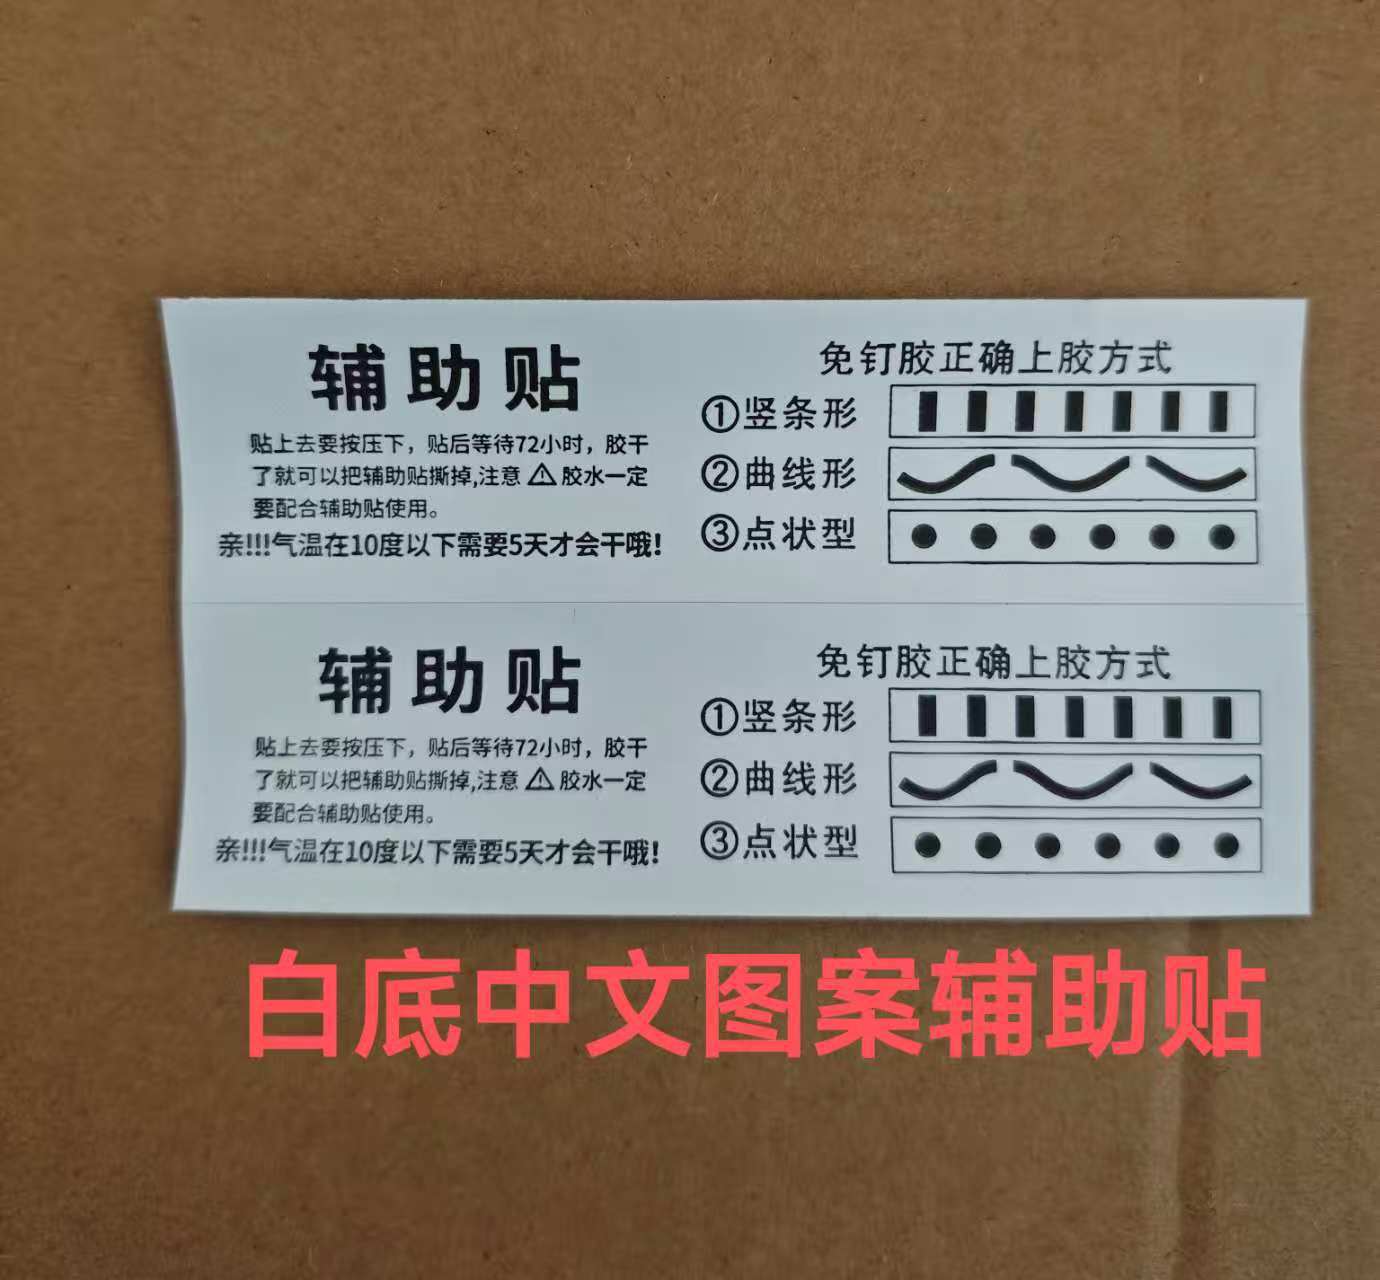 辅助贴
贴上去要按压下，贴后等待72小时，胶干
了就可以把辅助贴撕掉,注意⚠胶水一定
要配合辅助贴使用。
亲!!!气温在10度以下需要5天才会干哦!
免钉胶正确上胶方式
①竖条形
②曲线形
③点状型
辅助贴
贴上去要按压下，贴后等待72小时，胶干
了就可以把辅助贴撕掉,注意⚠胶水一定
要配合辅助贴使用。
亲!!!气温在10度以下需要5天才会干哦!
免钉胶正确上胶方式
①竖条形
②曲线形
③点状型
白底中文图案辅助贴